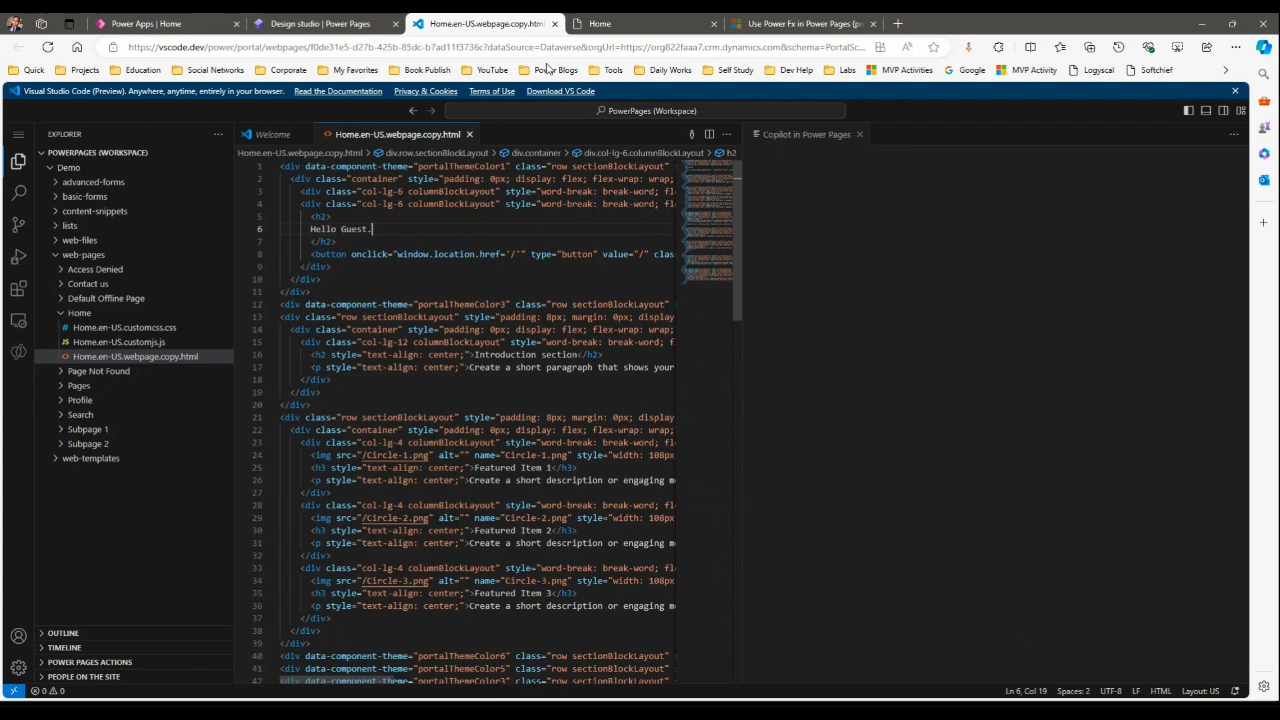 Power Apps | Home
Design studio | Power Pages
Home.en-US.webpage.copy.html
Home
Use Power Fx in Power Pages (pr
https://vscode.dev/power/portal/webpages/f0de31e5-d27b-425b-85dc-b7ad11f3736c?dataSource=Dataverse&orgUrl=https://org822faaa7.crm.dynamics.com&schema=PortalSc...
Quick
Projects
Education
Social Networks
Corporate
My Favorites
Book Publish
YouTube
Power Blogs
Tools
Daily Works
Self Study
Dev Help
Labs
MVP Activities
Google
MVP Activity
Logyscal
Softchief
Visual Studio Code (Preview). Anywhere, anytime, entirely in your browser.
Read the Documentation
Privacy & Cookies
Terms of Use
Download VS Code
PowerPages (Workspace)
EXPLORER
POWERPAGES (WORKSPACE)
Demo
advanced-forms
basic-forms
content-snippets
lists
web-files
web-pages
Access Denied
Contact us
Default Offline Page
Home
Home.en-US.customcss.css
Home.en-US.customjs.js
Home.en-US.webpage.copy.html
Page Not Found
Pages
Profile
Search
Subpage 1
Subpage 2
web-templates
OUTLINE
TIMELINE
POWER PAGES ACTIONS
PEOPLE ON THE SITE
Welcome
Home.en-US.webpage.copy.html
Home.en-US.webpage.copy.html > div.row.sectionBlockLayout > div.container > div.col-lg-6.columnBlockLayout > h2
1 <div data-component-theme="portalThemeColor1" class="row sectionBlockLayout"
2 <div class="container" style="padding: 0px; display: flex; flex-wrap: wrap;
3 <div class="col-lg-6 columnBlockLayout" style="word-break: break-word; fl
4 <div class="col-lg-6 columnBlockLayout" style="word-break: break-word; fl
5 <h2>
6 Hello Guest.
7 </h2>
8 <button onclick="window.location.href='/'" type="button" value="/" clas
9 </div>
10 </div>
11 </div>
12 <div data-component-theme="portalThemeColor3" class="row sectionBlockLayout"
13 <div class="row sectionBlockLayout" style="padding: 8px; margin: 0px; display
14 <div class="container" style="padding: 0px; display: flex; flex-wrap: wrap;
15 <div class="col-lg-12 columnBlockLayout" style="word-break: break-word; f
16 <h2 style="text-align: center;">Introduction section</h2>
17 <p style="text-align: center;">Create a short paragraph that shows your
18 </div>
19 </div>
20 </div>
21 <div class="row sectionBlockLayout" style="padding: 8px; margin: 0px; display
22 <div class="container" style="padding: 0px; display: flex; flex-wrap: wrap;
23 <div class="col-lg-4 columnBlockLayout" style="word-break: break-word; fl
24 <img src="/Circle-1.png" alt="" name="Circle-1.png" style="width: 108px
25 <h3 style="text-align: center;">Featured Item 1</h3>
26 <p style="text-align: center;">Create a short description or engaging m
27 </div>
28 <div class="col-lg-4 columnBlockLayout" style="word-break: break-word; fl
29 <img src="/Circle-2.png" alt="" name="Circle-2.png" style="width: 108px
30 <h3 style="text-align: center;">Featured Item 2</h3>
31 <p style="text-align: center;">Create a short description or engaging m
32 </div>
33 <div class="col-lg-4 columnBlockLayout" style="word-break: break-word; fl
34 <img src="/Circle-3.png" alt="" name="Circle-3.png" style="width: 108px
35 <h3 style="text-align: center;">Featured Item 3</h3>
36 <p style="text-align: center;">Create a short description or engaging m
37 </div>
38 </div>
39 </div>
40 <div data-component-theme="portalThemeColor6" class="row sectionBlockLayout"
41 <div data-component-theme="portalThemeColor5" class="row sectionBlockLayout"
42 <div data-component-theme="portalThemeColor3" class="row sectionBlockLayout"
Copilot in Power Pages
0 0
Ln 6, Col 19
Spaces: 2
UTF-8
LF
HTML
Layout: US